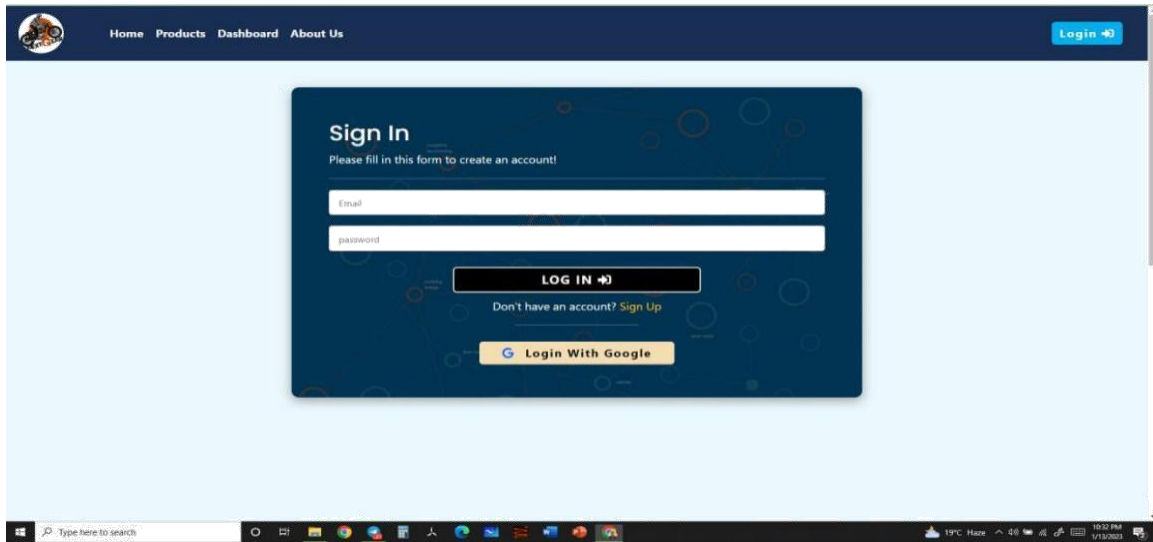 Home Products Dashboard About Us
Login
Sign In
Please fill in this form to create an account!
Email
password
LOG IN
Don't have an account? Sign Up
G Login With Google
Type here to search
19°C Haze
10:32 PM
1/13/2023